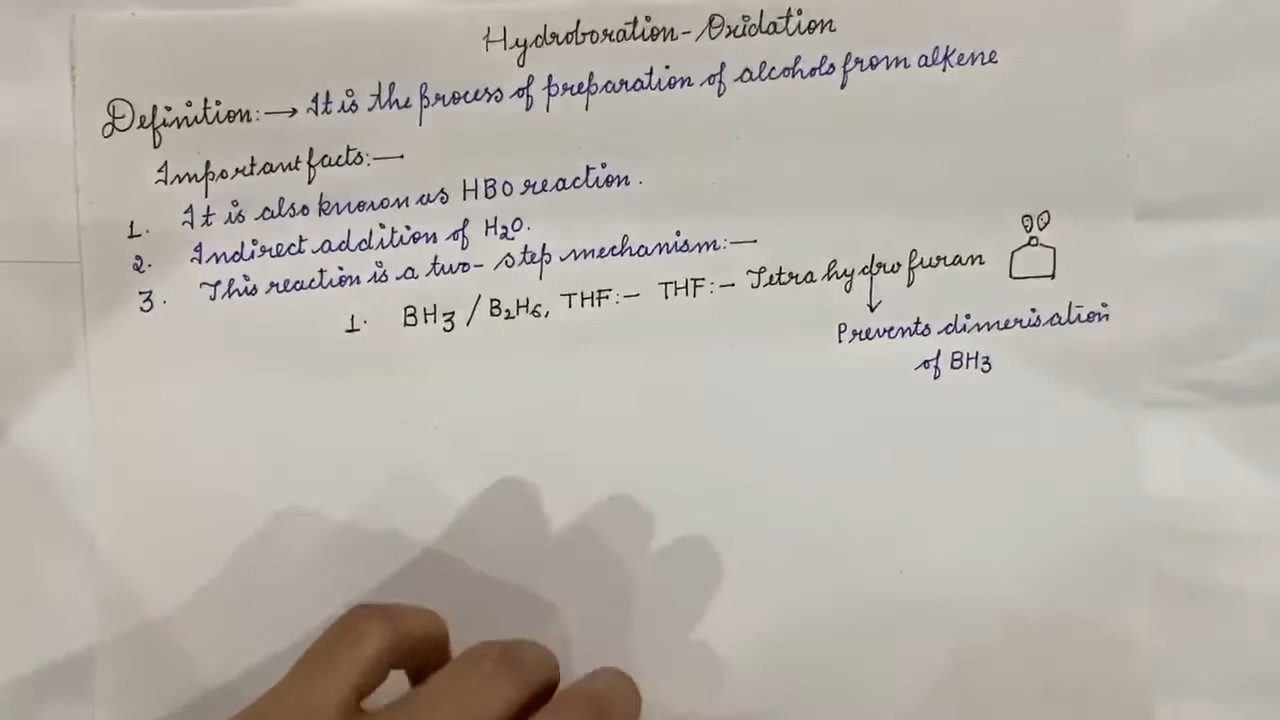 Hydroboration-Oxidation
Definition:→ It is the process of preparation of alcohols from alkene
Important facts:—
1. It is also known as HBO reaction.
2. Indirect addition of H₂O.
3. This reaction is a two-step mechanism:—
1. BH₃ / B₂H₆, THF:- THF:- Tetra hydro furan
↓
Prevents dimerisation
of BH₃